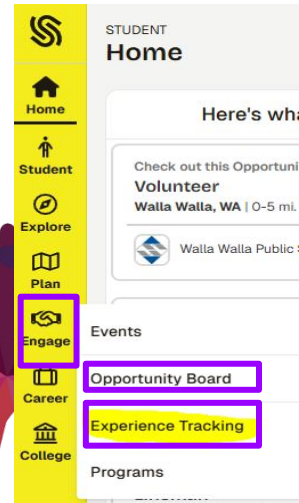 STUDENT
Home
Home
Student
Explore
Plan
Engage
Career
College
Here's wha
Check out this Opportuni
Volunteer
Walla Walla, WA | 0-5 mi.
Walla Walla Public
Events
Opportunity Board
Experience Tracking
Programs